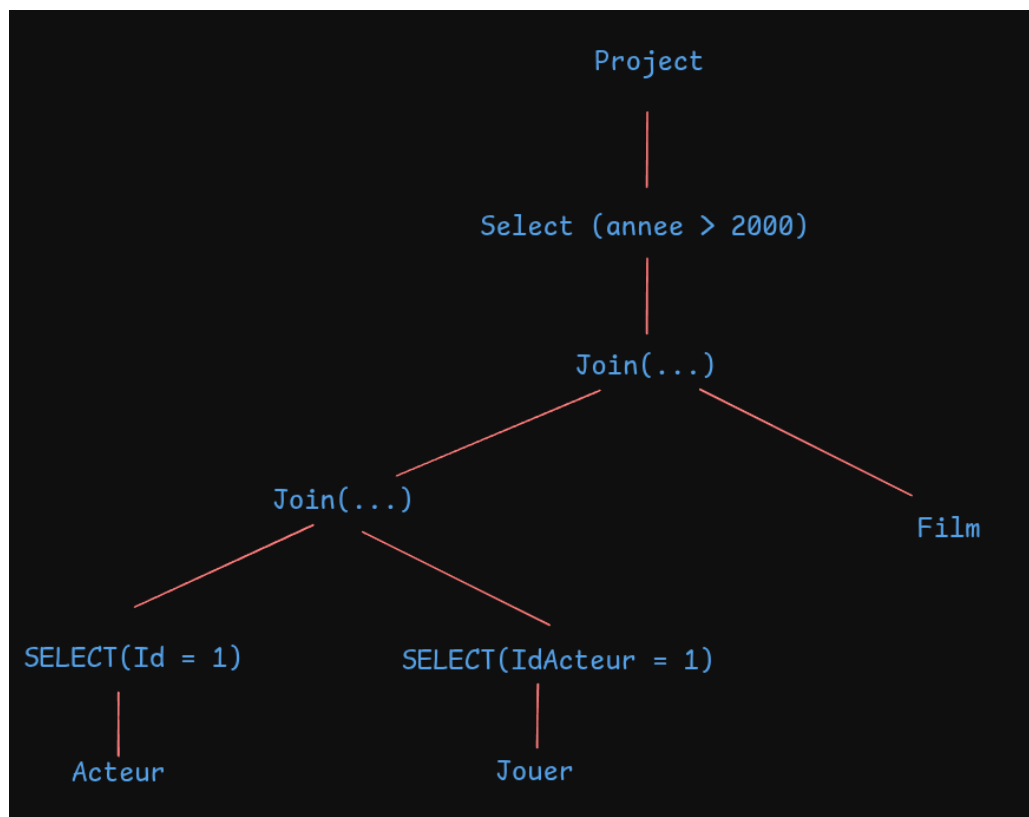 Project
Select (annee > 2000)
Join(...)
Join(...)
Film
SELECT(Id = 1)
SELECT(IdActeur = 1)
Acteur
Jouer